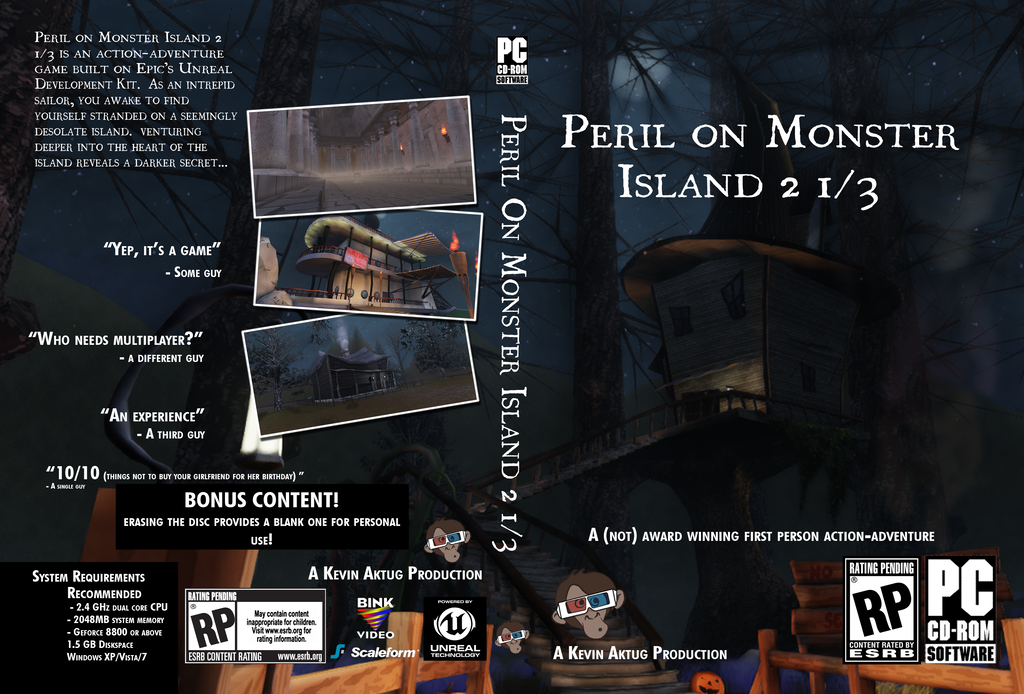 Peril on Monster Island 2
1/3 is an action-adventure
game built on Epic's Unreal
Development Kit. As an intrepid
sailor, you awake to find
yourself stranded on a seemingly
desolate island. venturing
deeper into the heart of the
island reveals a darker secret...
"Yep, it's a game"
- Some guy
"Who needs multiplayer?"
- a different guy
"An experience"
- A third guy
"10/10 (things not to buy your girlfriend for her birthday) "
- A single guy
BONUS CONTENT!
erasing the disc provides a blank one for personal
use!
System Requirements
Recommended
- 2.4 GHz dual core CPU
- 2048MB system memory
- Geforce 8800 or above
1.5 GB Diskspace
Windows XP/Vista/7
A Kevin Aktug Production
RATING PENDING
RP
®
May contain content
inappropriate for children.
Visit www.esrb.org for
rating information.
ESRB CONTENT RATING www.esrb.org
BINK
VIDEO
Scaleform
POWERED BY
UNREAL
TECHNOLOGY
PC
CD-ROM
SOFTWARE
Peril On Monster Island 2 1/3
Peril on Monster
Island 2 1/3
A (not) award winning first person action-adventure
A Kevin Aktug Production
RATING PENDING
RP
®
CONTENT RATED BY
ESRB
PC
CD-ROM
SOFTWARE